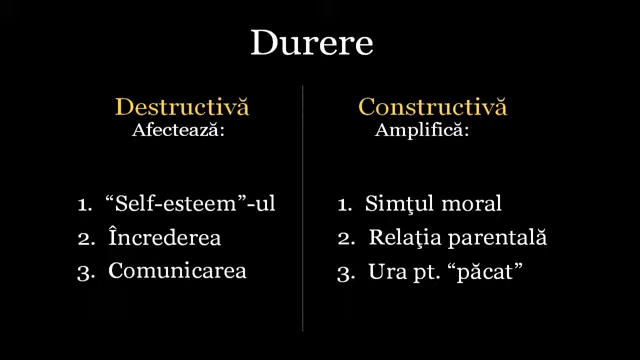 Durere
Destructivă
Afectează:
1. “Self-esteem”-ul
2. Încrederea
3. Comunicarea
Constructivă
Amplifică:
1. Simţul moral
2. Relaţia parentală
3. Ura pt. “păcat”